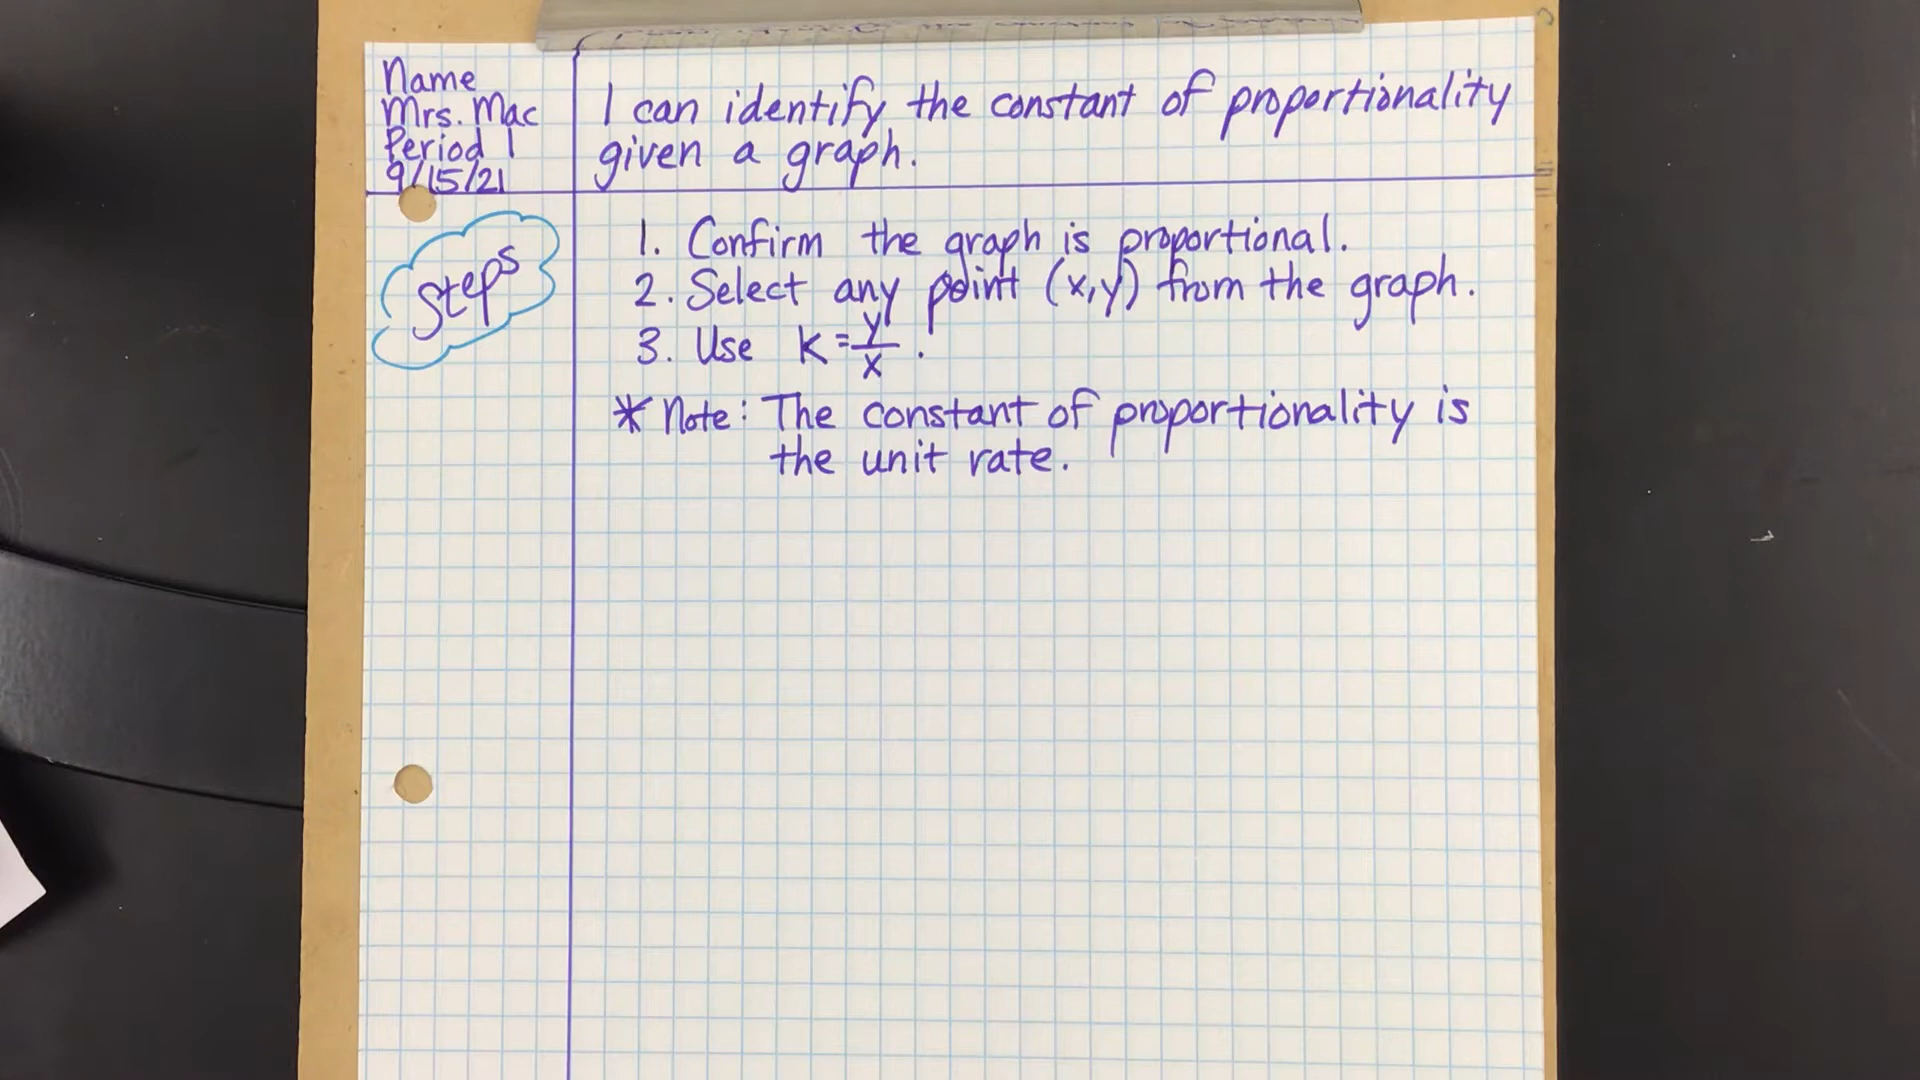 Name
Mrs. Mac
Period 1
9/15/21
I can identify the constant of proportionality
given a graph.
Steps
1. Confirm the graph is proportional.
2. Select any point (x,y) from the graph.
3. Use k = y/x.
* Note: The constant of proportionality is
the unit rate.